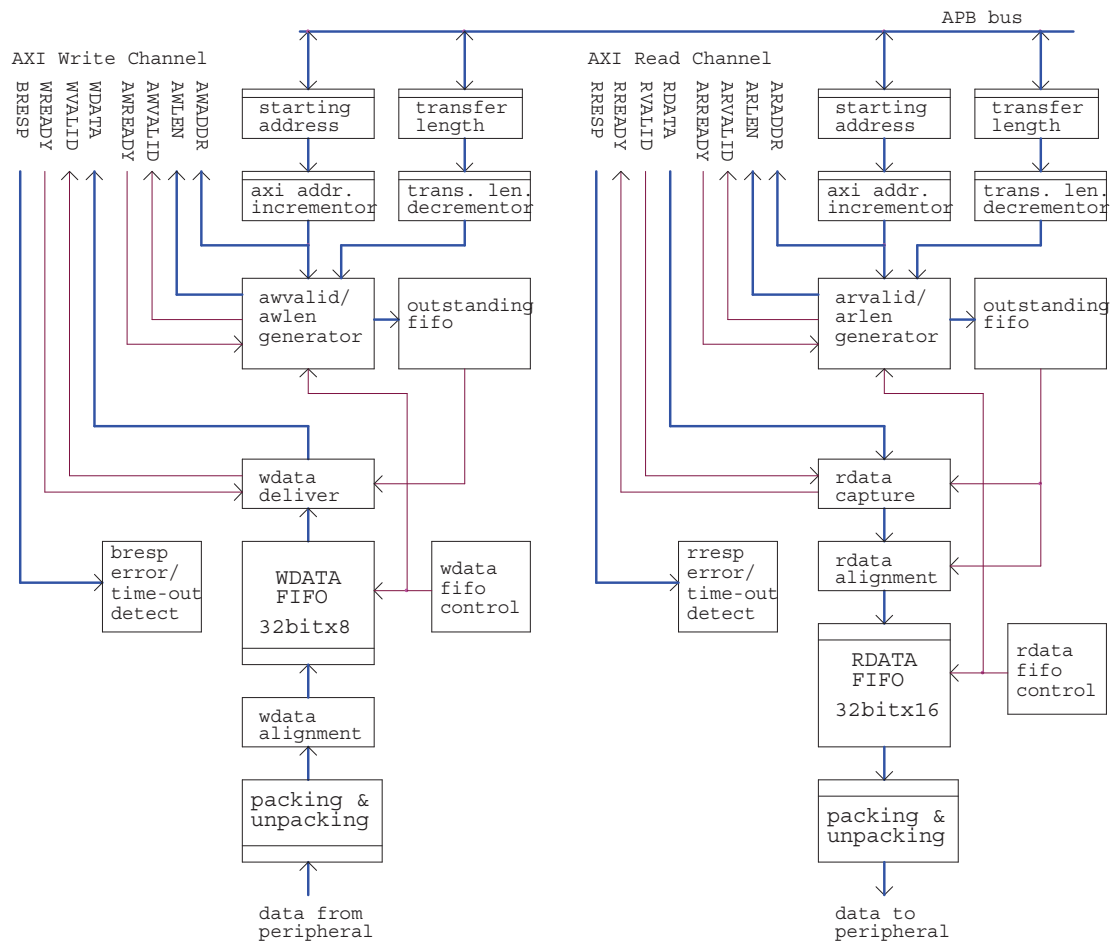 APB bus
AXI Write Channel
BRESP
WREADY
WVALID
WDATA
AWREADY
AWVALID
AWLEN
AWADDR
starting
address
transfer
length
axi addr.
incrementor
trans. len.
decrementor
awvalid/
awlen
generator
outstanding
fifo
wdata
deliver
bresp
error/
time-out
detect
WDATA
FIFO
32bitx8
wdata
fifo
control
wdata
alignment
packing &
unpacking
data from
peripheral
AXI Read Channel
RRESP
RREADY
RVALID
RDATA
ARREADY
ARVALID
ARLEN
ARADDR
starting
address
transfer
length
axi addr.
incrementor
trans. len.
decrementor
arvalid/
arlen
generator
outstanding
fifo
rdata
capture
rresp
error/
time-out
detect
rdata
alignment
RDATA
FIFO
32bitx16
rdata
fifo
control
packing &
unpacking
data to
peripheral